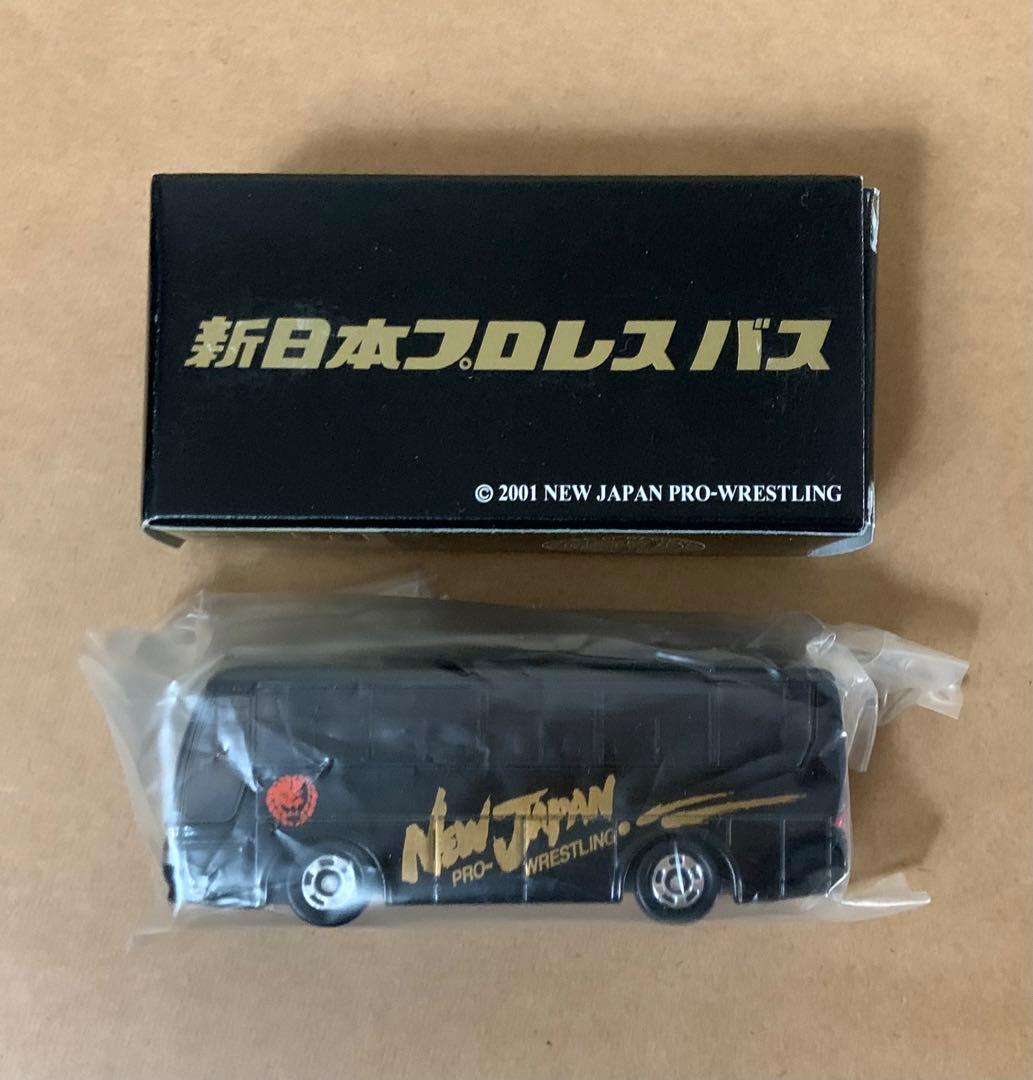 新日本プロレス バス
© 2001 NEW JAPAN PRO-WRESTLING
NEW JAPAN
PRO-WRESTLING